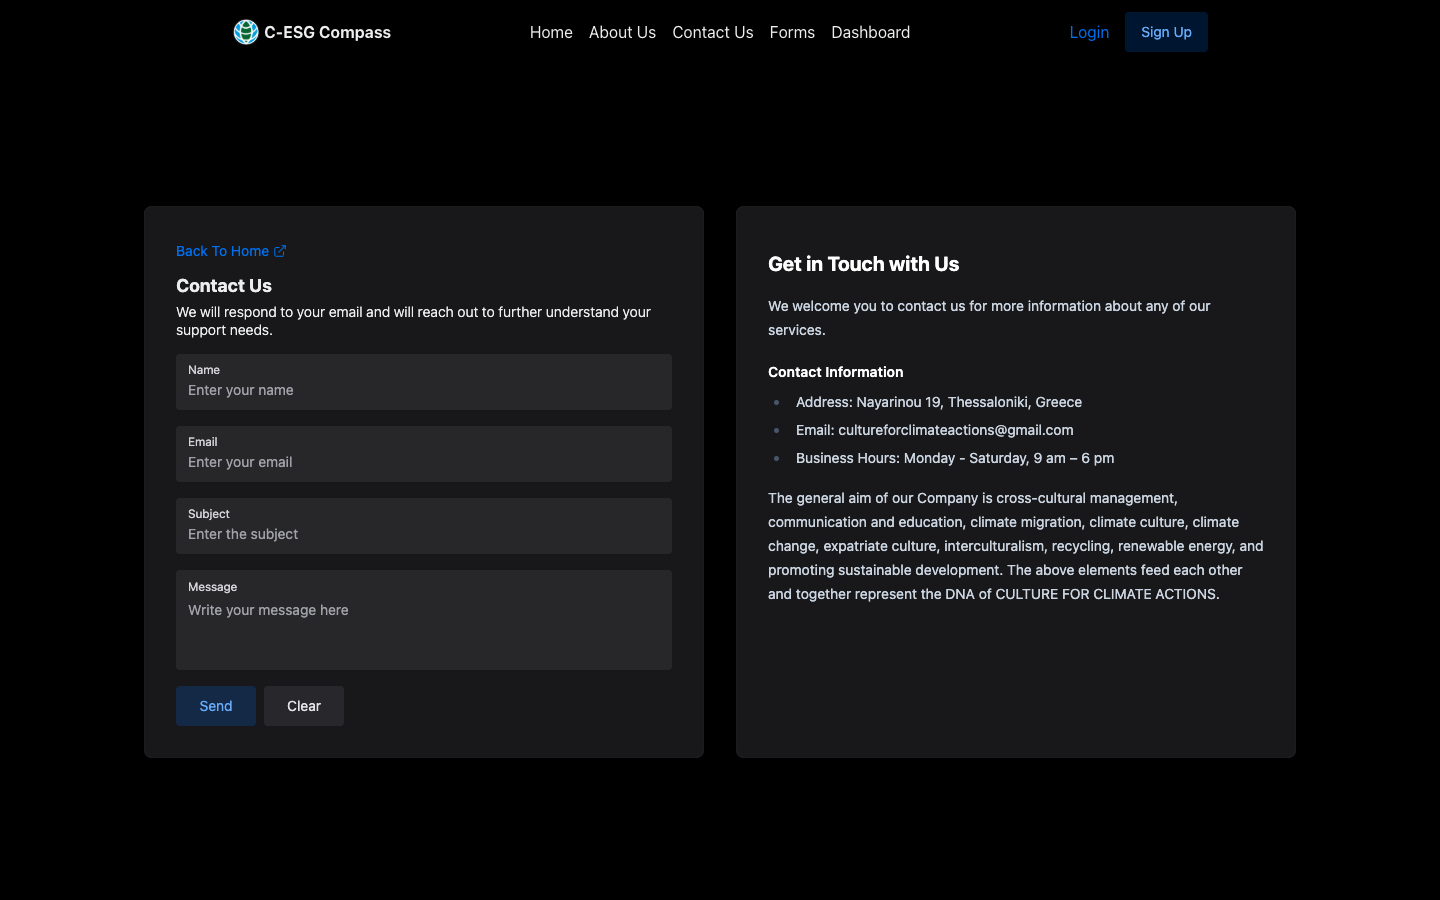 C-ESG Compass
Home
About Us
Contact Us
Forms
Dashboard
Login
Sign Up
Back To Home
Contact Us
We will respond to your email and will reach out to further understand your
support needs.
Name
Enter your name
Email
Enter your email
Subject
Enter the subject
Message
Write your message here
Send
Clear
Get in Touch with Us
We welcome you to contact us for more information about any of our
services.
Contact Information
Address: Nayarinou 19, Thessaloniki, Greece
Email: cultureforclimateactions@gmail.com
Business Hours: Monday - Saturday, 9 am – 6 pm
The general aim of our Company is cross-cultural management,
communication and education, climate migration, climate culture, climate
change, expatriate culture, interculturalism, recycling, renewable energy, and
promoting sustainable development. The above elements feed each other
and together represent the DNA of CULTURE FOR CLIMATE ACTIONS.